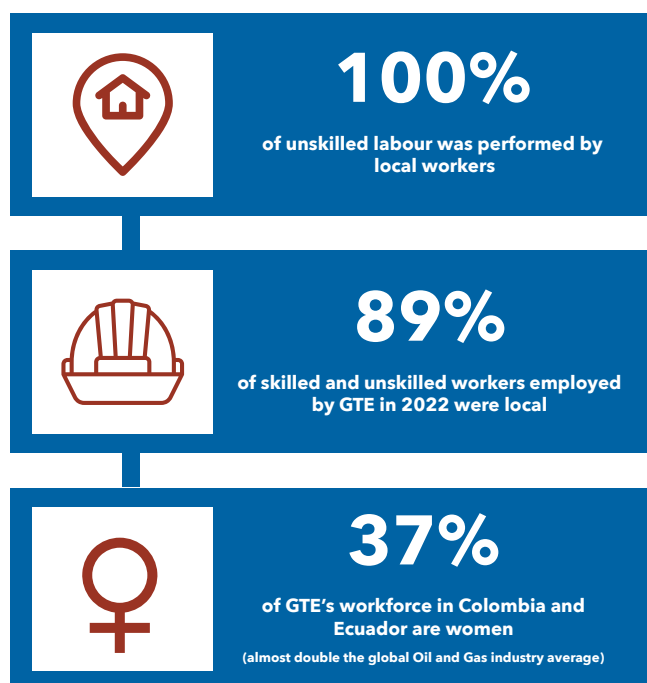 100%
of unskilled labour was performed by
local workers
89%
of skilled and unskilled workers employed
by GTE in 2022 were local
37%
of GTE’s workforce in Colombia and
Ecuador are women
(almost double the global Oil and Gas industry average)